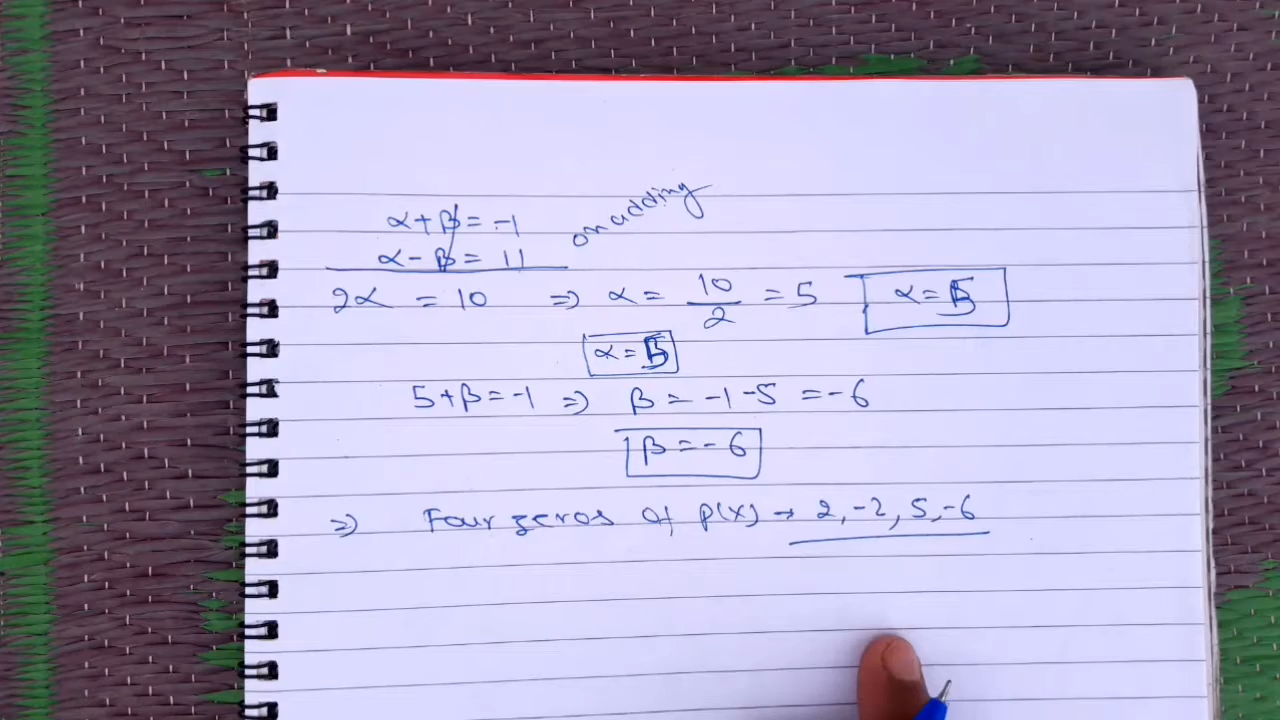 α+β=-1
α-β=11
on adding
2α = 10 ⇒ α = 10/2 = 5 α=5
α=5
5+β=-1 ⇒ β = -1-5 = -6
β=-6
⇒ Four zeros of p(x) → 2,-2,5,-6